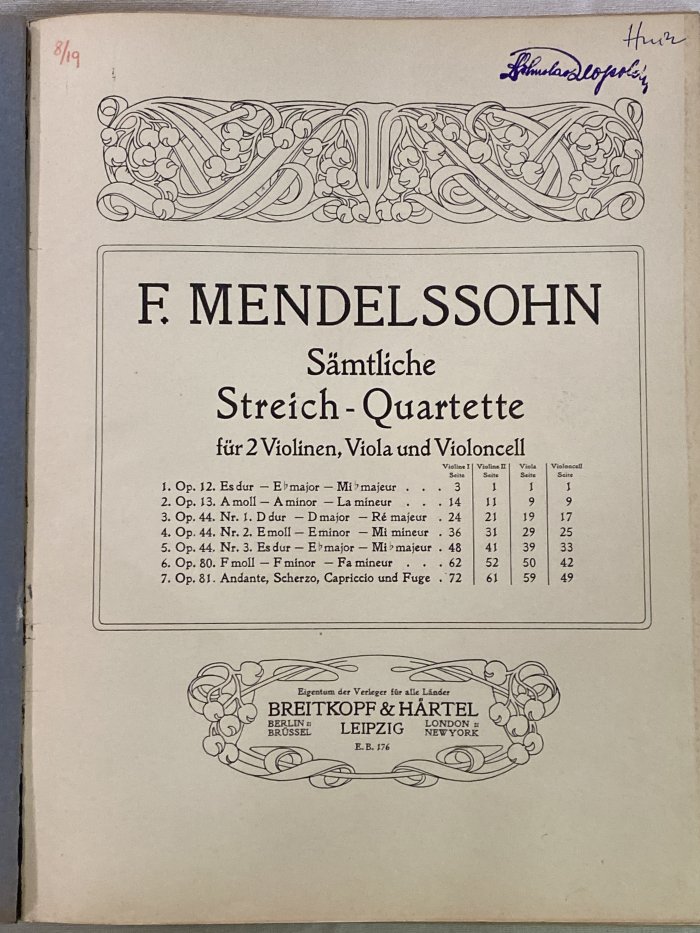 8/19
F. MENDELSSOHN
Sämtliche
Streich-Quartette
für 2 Violinen, Viola und Violoncell
Violine I Seite Violine II Seite Viola Seite Violoncell Seite
1. Op. 12. Es dur – E♭ major – Mi♭ majeur . . . 3 1 1 1
2. Op. 13. A moll – A minor – La mineur . . . 14 11 9 9
3. Op. 44. Nr. 1. D dur – D major – Ré majeur . 24 21 19 17
4. Op. 44. Nr. 2. E moll – E minor – Mi mineur . 36 31 29 25
5. Op. 44. Nr. 3. Es dur – E♭ major – Mi♭ majeur . 48 41 39 33
6. Op. 80. F moll – F minor – Fa mineur . . . 62 52 50 42
7. Op. 81. Andante, Scherzo, Capriccio und Fuge . 72 61 59 49
Eigentum der Verleger für alle Länder
BREITKOPF & HÄRTEL
BERLIN :: BRÜSSEL LEIPZIG LONDON :: NEW YORK
E. B. 176